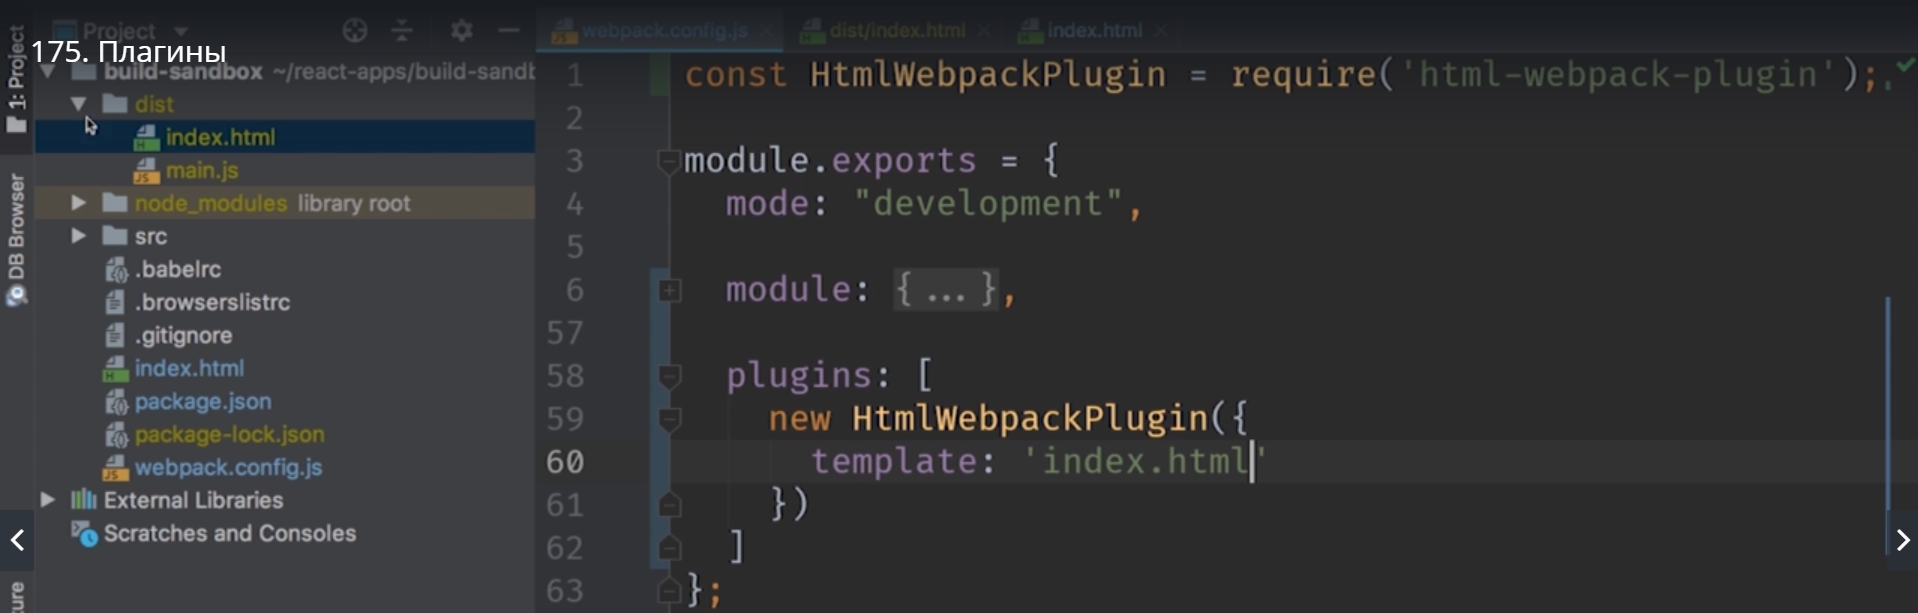 Project
webpack.config.js
dist/index.html
index.html
175. Плагины
1: Project
DB Browser
build-sandbox ~/react-apps/build-sandb
dist
index.html
main.js
node_modules library root
src
.babelrc
.browserslistrc
.gitignore
index.html
package.json
package-lock.json
webpack.config.js
External Libraries
Scratches and Consoles
1 const HtmlWebpackPlugin = require('html-webpack-plugin');
2
3 module.exports = {
4 mode: "development",
5
6 module: {...},
57
58 plugins: [
59 new HtmlWebpackPlugin({
60 template: 'index.html'
61 })
62 ]
63 };